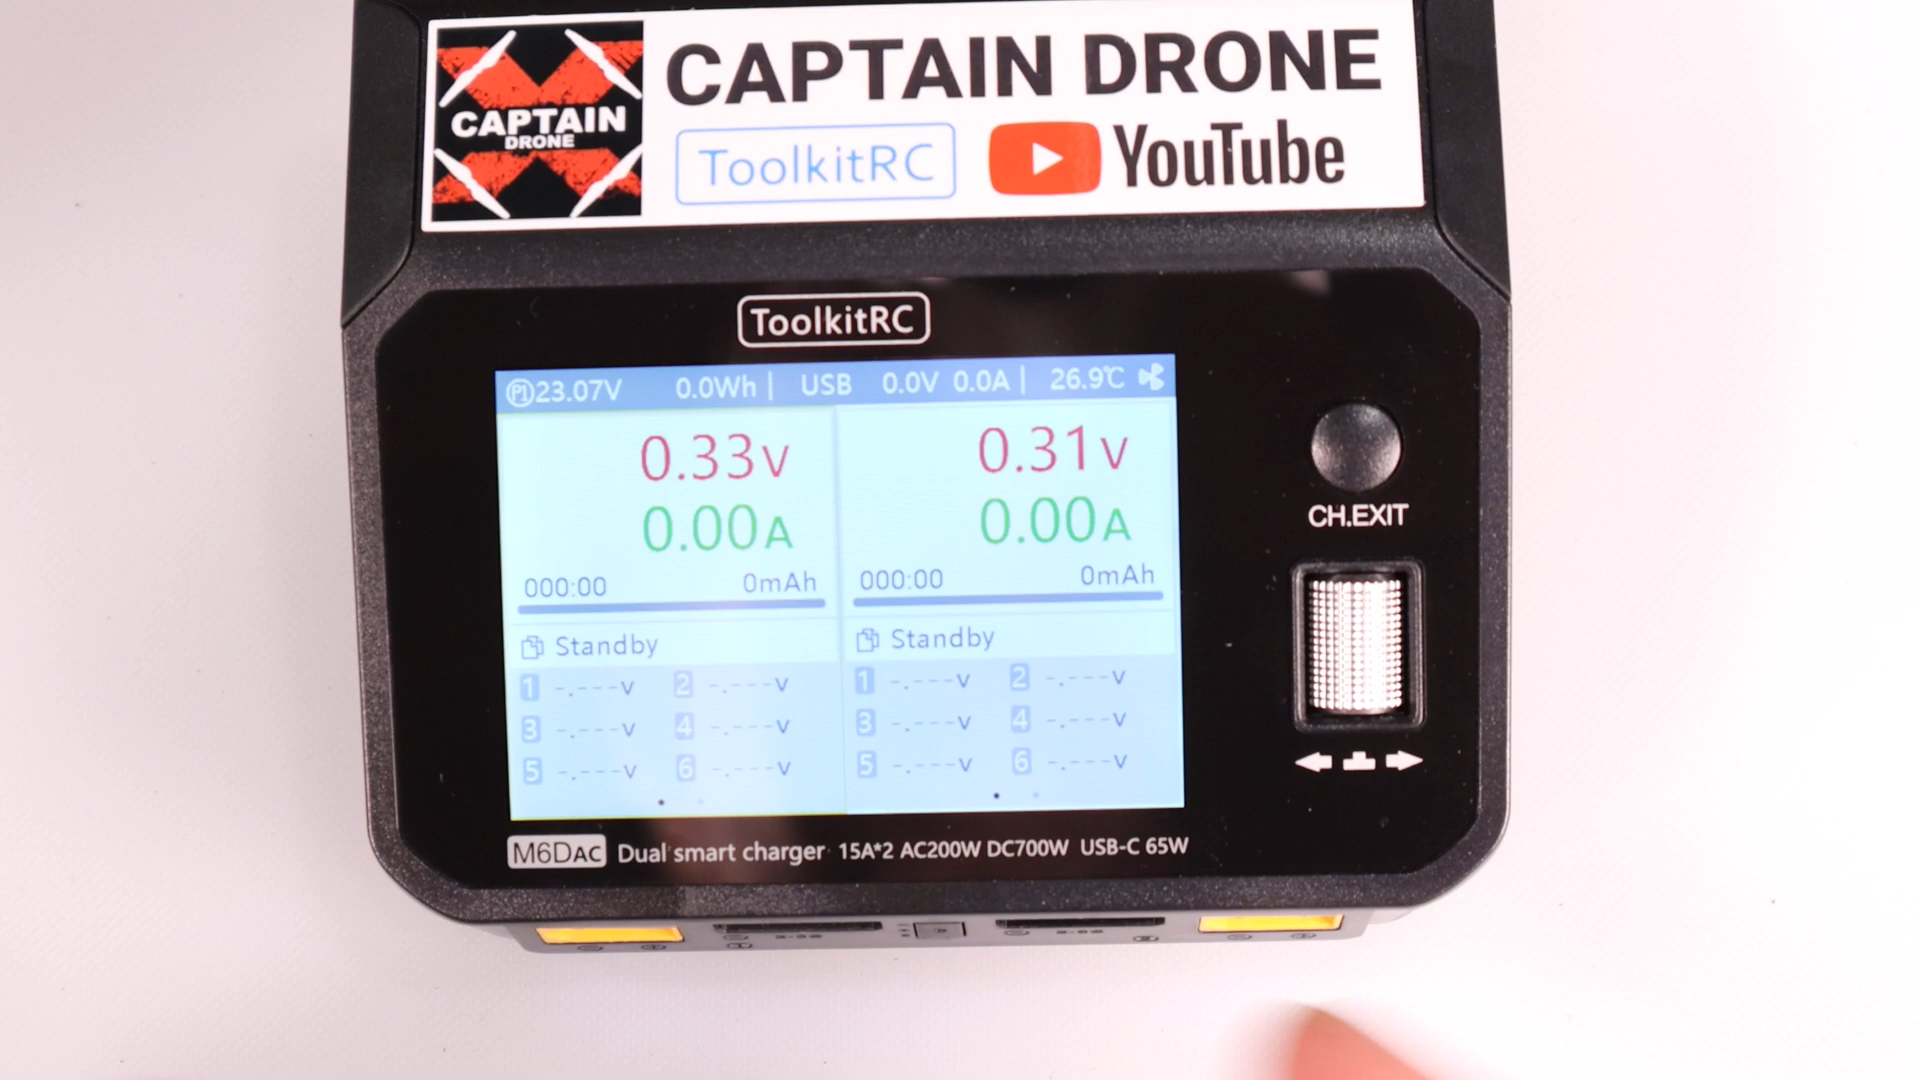 CAPTAIN DRONE
CAPTAIN
DRONE
ToolkitRC YouTube
ToolkitRC
P1 23.07V 0.0Wh | USB 0.0V 0.0A | 26.9℃
0.33V 0.31V
0.00A 0.00A
000:00 0mAh 000:00 0mAh
Standby Standby
1 -.---V 2 -.---V 1 -.---V 2 -.---V
3 -.---V 4 -.---V 3 -.---V 4 -.---V
5 -.---V 6 -.---V 5 -.---V 6 -.---V
CH.EXIT
M6DAC Dual smart charger 15A*2 AC200W DC700W USB-C 65W